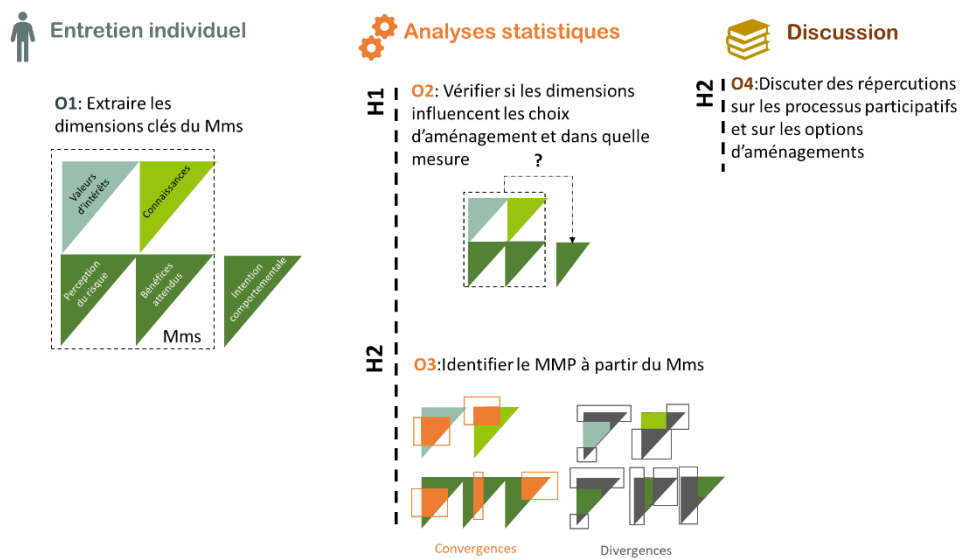 Entretien individuel
O1: Extraire les
dimensions clés du Mms
Valeurs
d'intérêts
Connaissances
Perception
du risque
Bénéfices
attendus
Intention
comportementale
Mms
Analyses statistiques
H1
O2: Vérifier si les dimensions
influencent les choix
d'aménagement et dans quelle
mesure
?
H2
O3:Identifier le MMP à partir du Mms
Convergences
Divergences
Discussion
H2
O4:Discuter des répercutions
sur les processus participatifs
et sur les options
d'aménagements